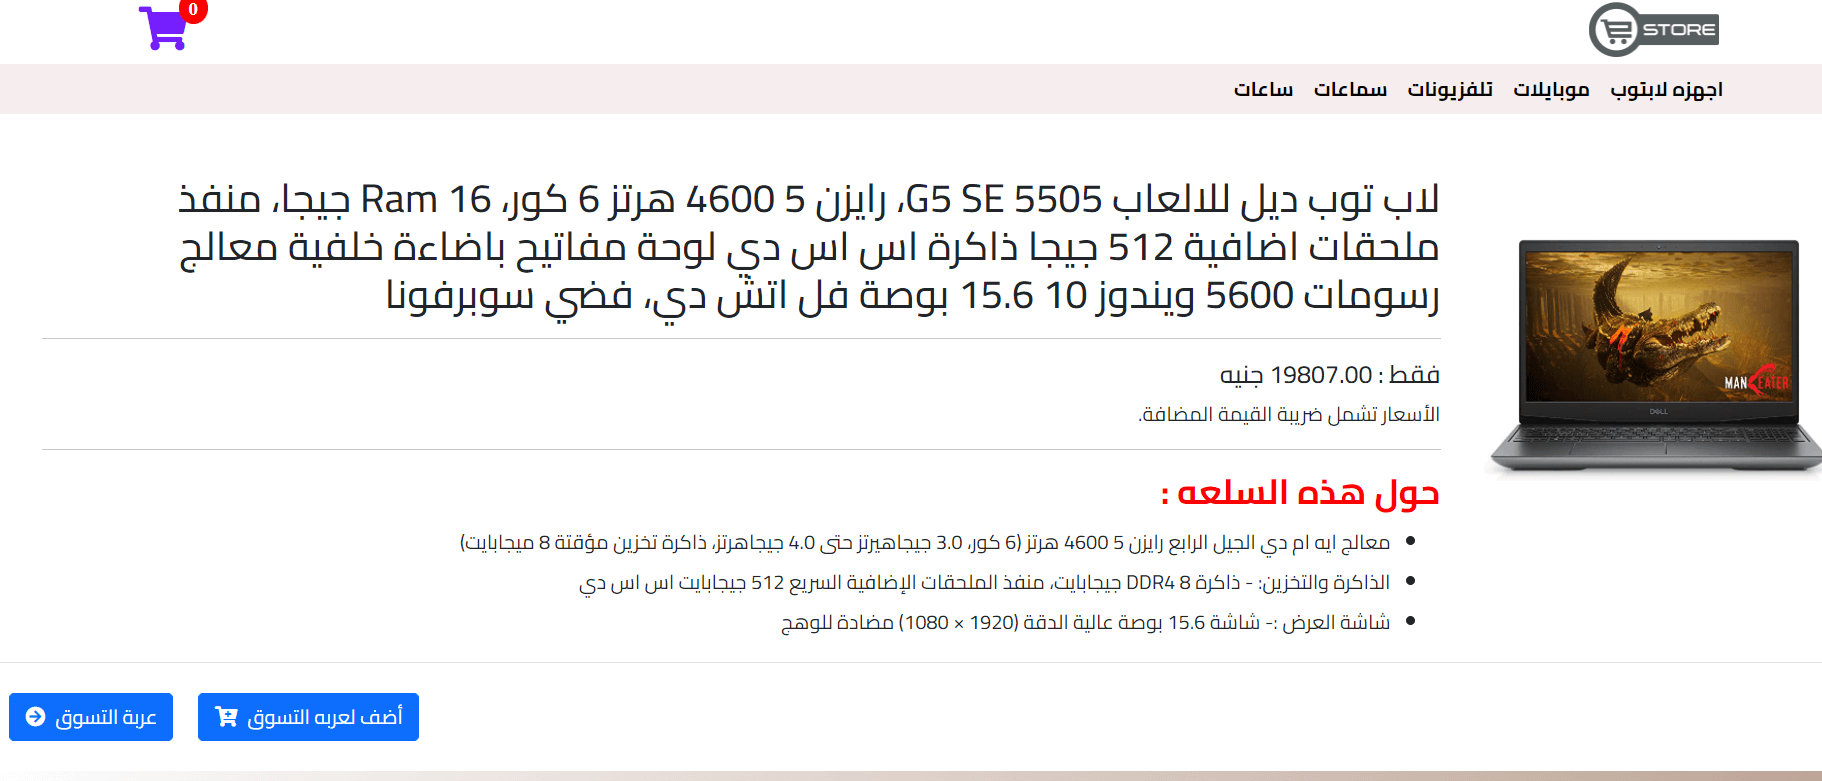 STORE
0
اجهزه لابتوب موبايلات تلفزيونات سماعات ساعات
لاب توب ديل للالعاب G5 SE 5505، رايزن 5 4600 هرتز 6 كور، Ram 16 جيجا، منفذ
ملحقات اضافية 512 جيجا ذاكرة اس اس دي لوحة مفاتيح باضاءة خلفية معالج
رسومات 5600 ويندوز 10 15.6 بوصة فل اتش دي، فضي سوبرفونا
MANEATER
DELL
فقط : 19807.00 جنيه
الأسعار تشمل ضريبة القيمة المضافة.
حول هذه السلعه :
معالج ايه ام دي الجيل الرابع رايزن 5 4600 هرتز (6 كور، 3.0 جيجاهيرتز حتى 4.0 جيجاهرتز، ذاكرة تخزين مؤقتة 8 ميجابايت)
الذاكرة والتخزين: - ذاكرة DDR4 8 جيجابايت، منفذ الملحقات الإضافية السريع 512 جيجابايت اس اس دي
شاشة العرض :- شاشة 15.6 بوصة عالية الدقة (1920 × 1080) مضادة للوهج
أضف لعربه التسوق
عربة التسوق